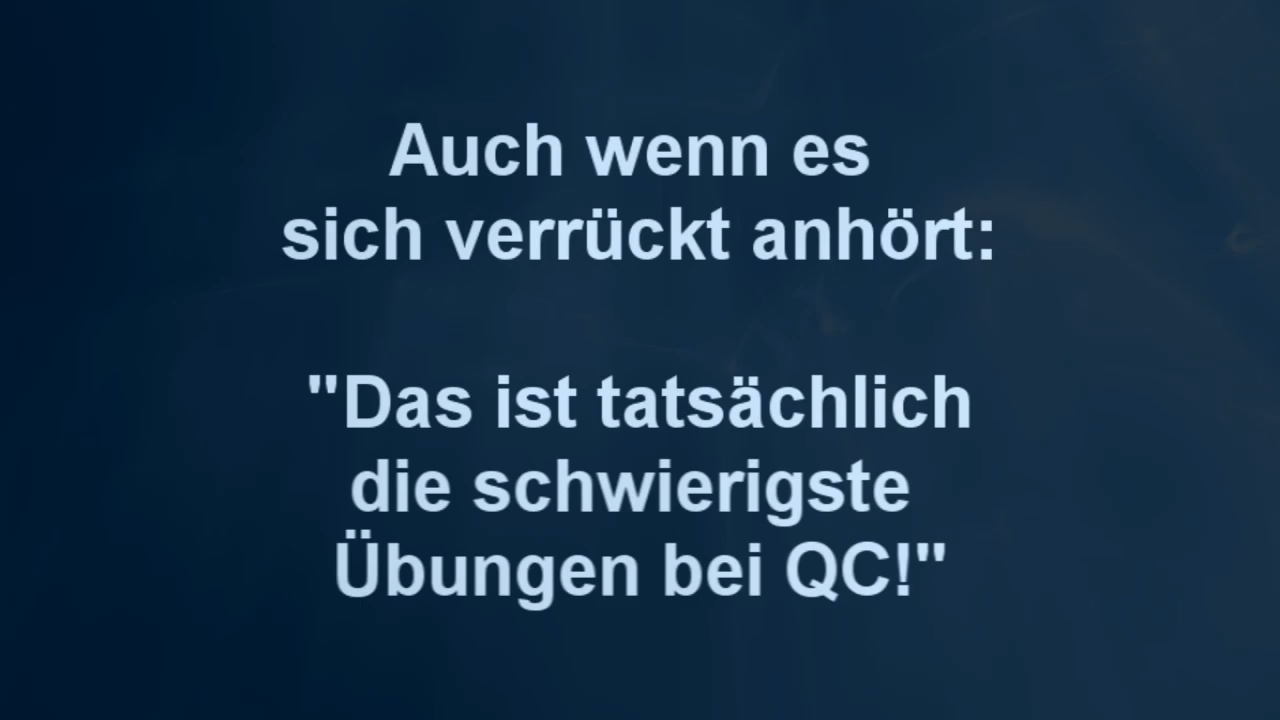 Auch wenn es
sich verrückt anhört:
"Das ist tatsächlich
die schwierigste
Übungen bei QC!"